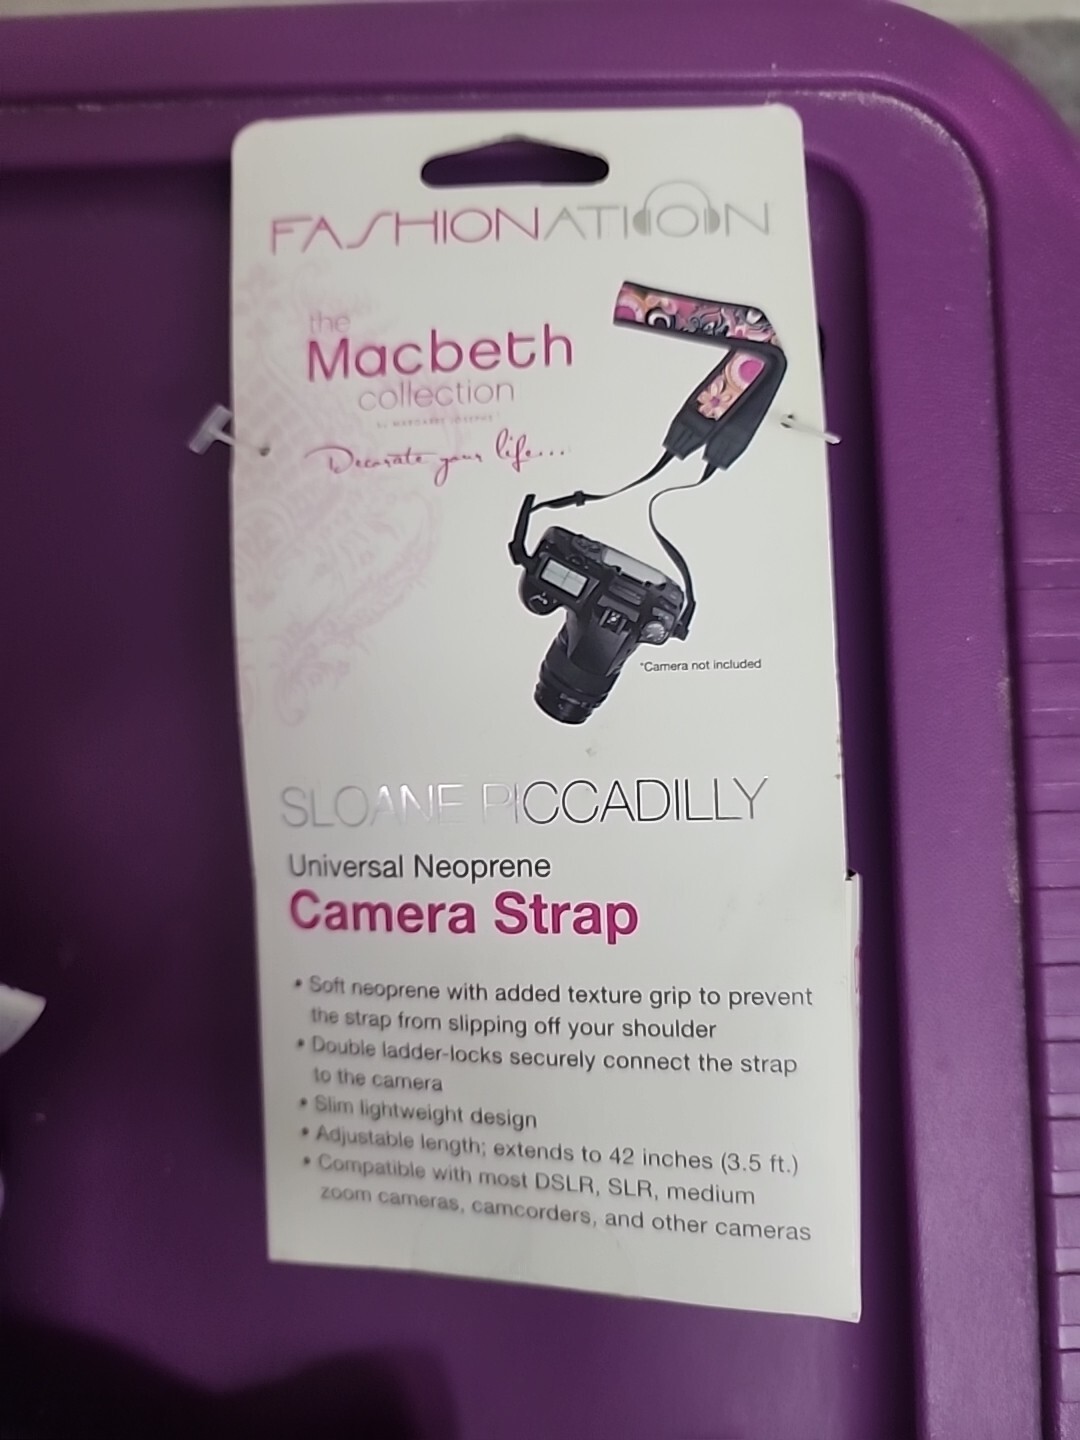 FASHIONATION
the
Macbeth
collection
BY MARGARET JOSEPHS
Decorate your life...
*Camera not included
SLOANE PICCADILLY
Universal Neoprene
Camera Strap
• Soft neoprene with added texture grip to prevent
the strap from slipping off your shoulder
• Double ladder-locks securely connect the strap
to the camera
• Slim lightweight design
• Adjustable length; extends to 42 inches (3.5 ft.)
• Compatible with most DSLR, SLR, medium
zoom cameras, camcorders, and other cameras